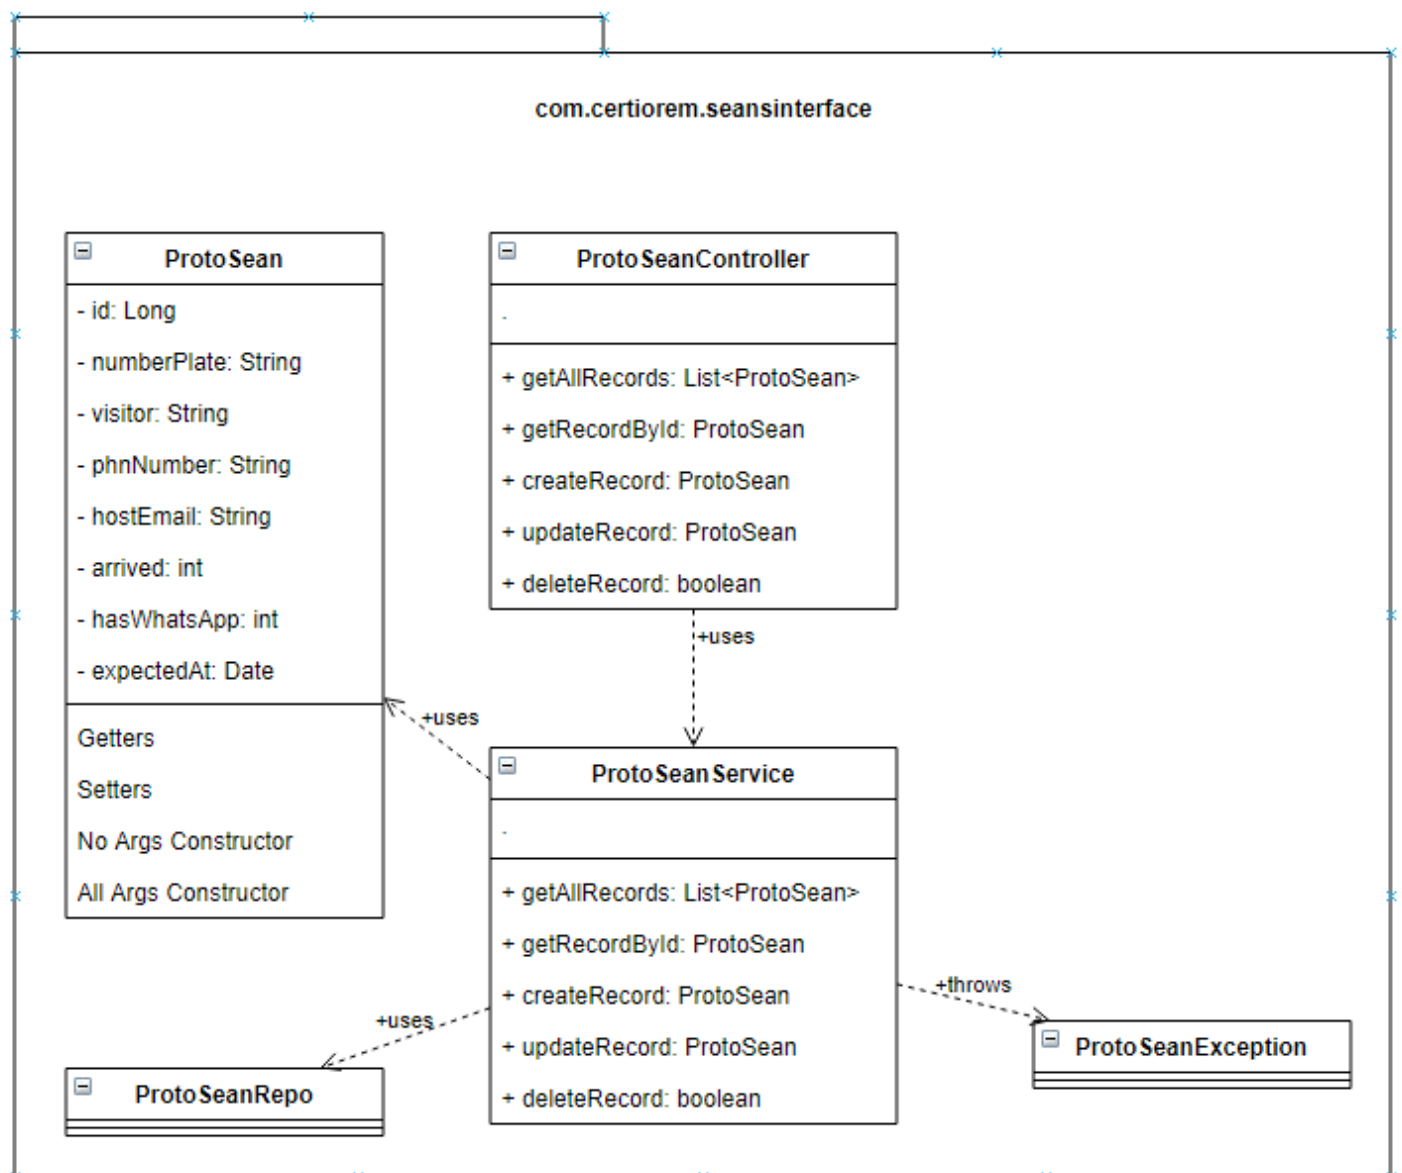 com.certiorem.seansinterface
ProtoSean
- id: Long
- numberPlate: String
- visitor: String
- phnNumber: String
- hostEmail: String
- arrived: int
- hasWhatsApp: int
- expectedAt: Date
Getters
Setters
No Args Constructor
All Args Constructor
ProtoSeanController
.
+ getAllRecords: List<ProtoSean>
+ getRecordById: ProtoSean
+ createRecord: ProtoSean
+ updateRecord: ProtoSean
+ deleteRecord: boolean
+uses
+uses
ProtoSeanService
.
+ getAllRecords: List<ProtoSean>
+ getRecordById: ProtoSean
+ createRecord: ProtoSean
+ updateRecord: ProtoSean
+ deleteRecord: boolean
+uses
+throws
ProtoSeanRepo
ProtoSeanException